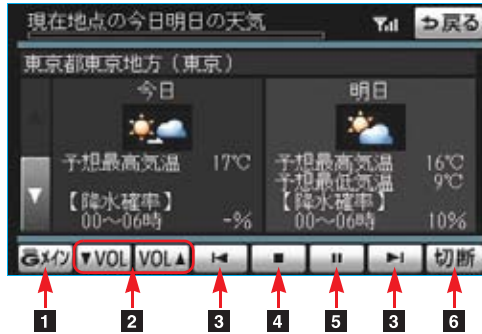 現在地点の今日明日の天気
戻る
東京都東京地方（東京）
今日
明日
予想最高気温 17℃
予想最高気温 16℃
予想最低気温 9℃
【降水確率】
00～06時 -%
【降水確率】
00～06時 10%
Gメイン ▼VOL VOL▲ 切断
1 2 3 4 5 3 6